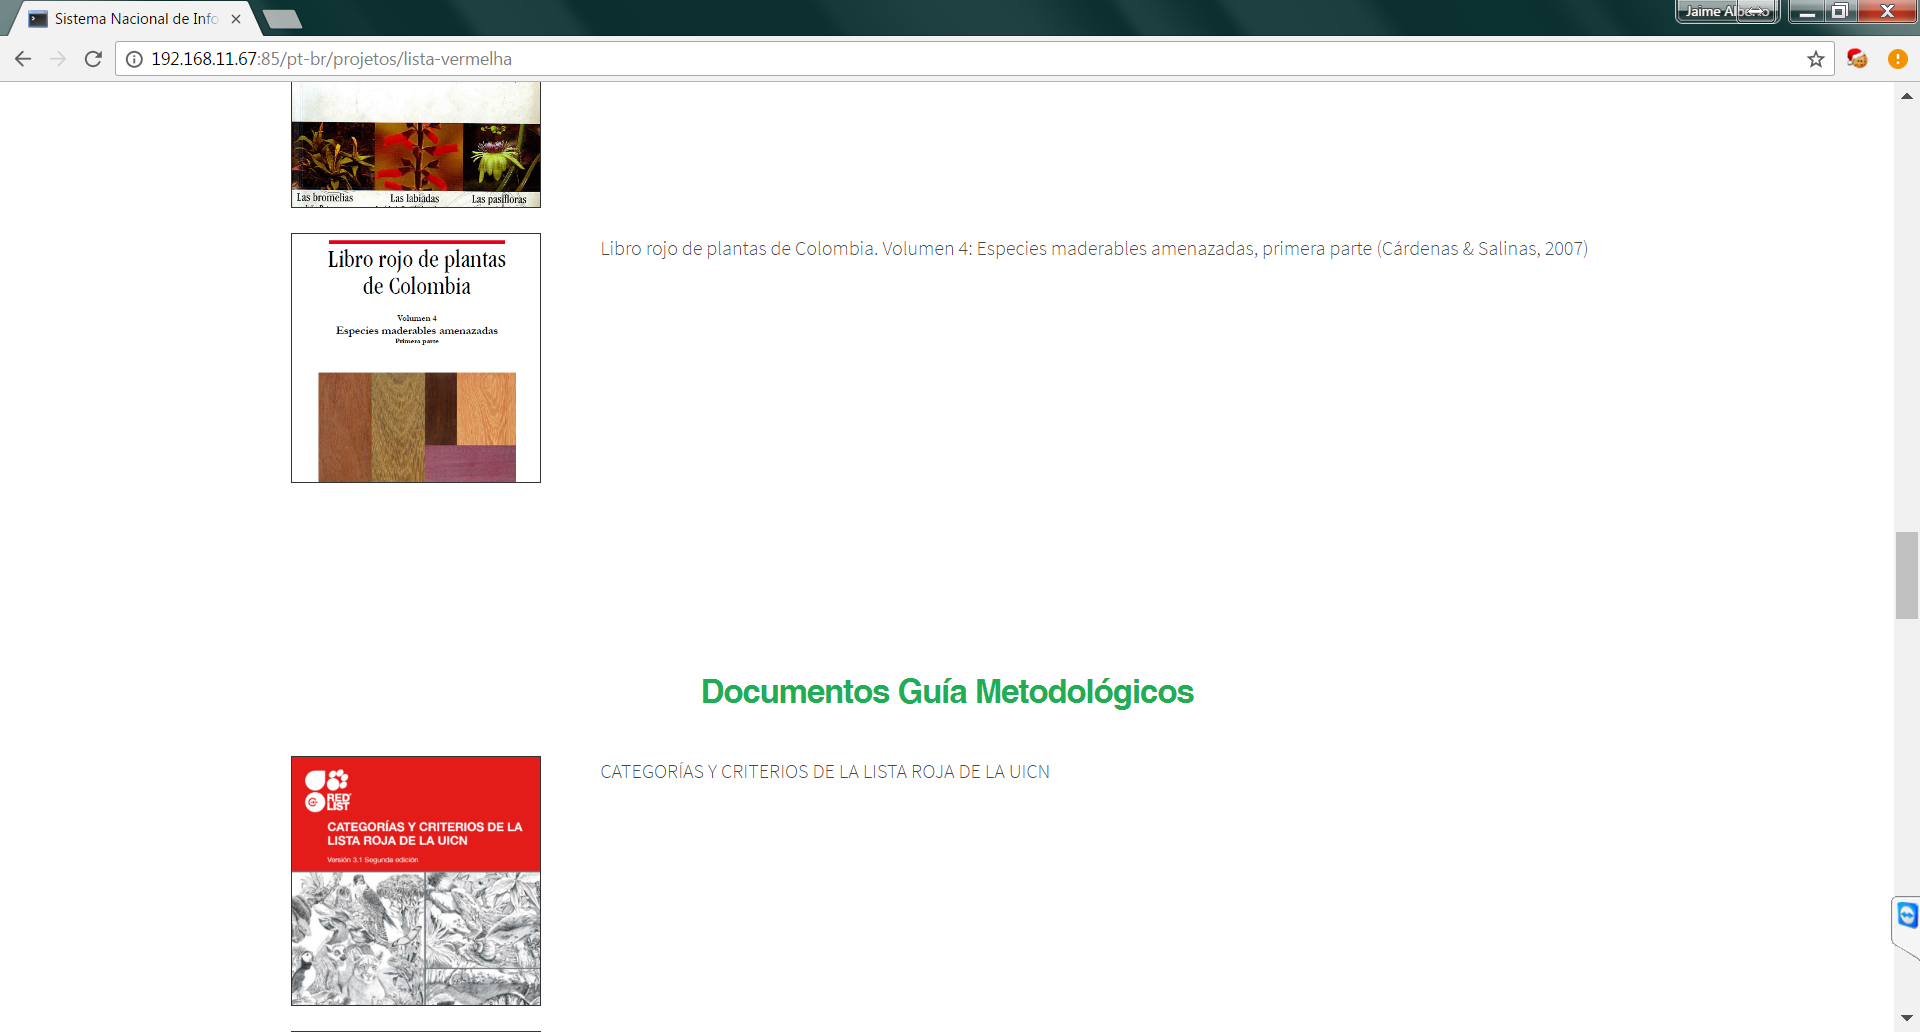 Sistema Nacional de Info
Jaime Alberto
192.168.11.67:85/pt-br/projetos/lista-vermelha
Las bromelias
Las labiadas
Las pasifloras
Libro rojo de plantas
de Colombia
Volumen 4
Especies maderables amenazadas
Primera parte
Libro rojo de plantas de Colombia. Volumen 4: Especies maderables amenazadas, primera parte (Cárdenas & Salinas, 2007)
Documentos Guía Metodológicos
RED
LIST
CATEGORÍAS Y CRITERIOS DE LA
LISTA ROJA DE LA UICN
Versión 3.1 Segunda edición
CATEGORÍAS Y CRITERIOS DE LA LISTA ROJA DE LA UICN